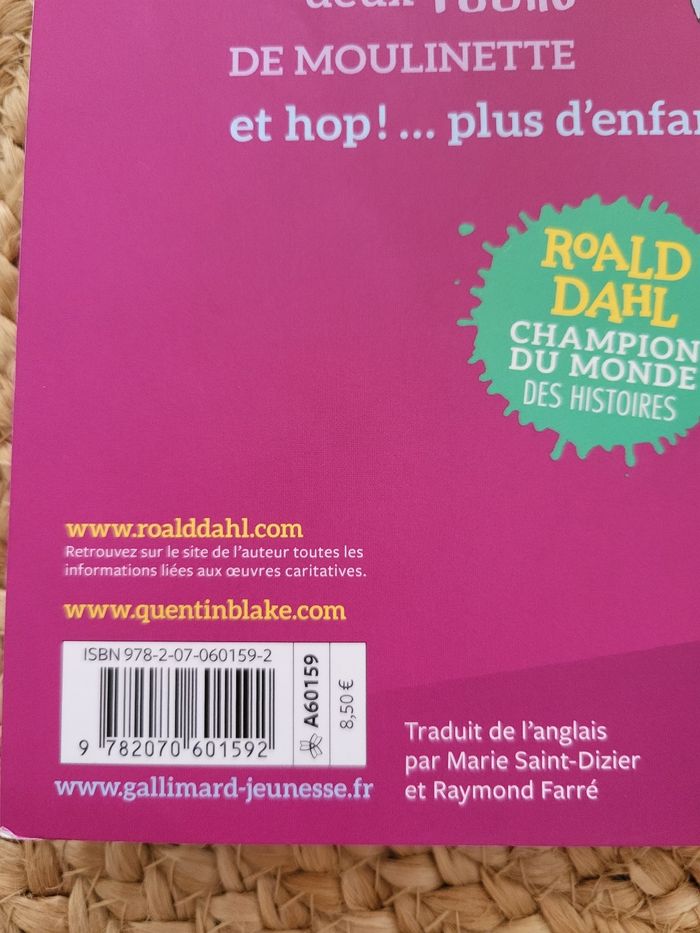 deux TOURS
DE MOULINETTE
et hop! ... plus d'enfan
ROALD
DAHL
CHAMPION
DU MONDE
DES HISTOIRES
www.roalddahl.com
Retrouvez sur le site de l'auteur toutes les
informations liées aux œuvres caritatives.
www.quentinblake.com
ISBN 978-2-07-060159-2
9 782070 601592
A60159
8,50 €
www.gallimard-jeunesse.fr
Traduit de l'anglais
par Marie Saint-Dizier
et Raymond Farré